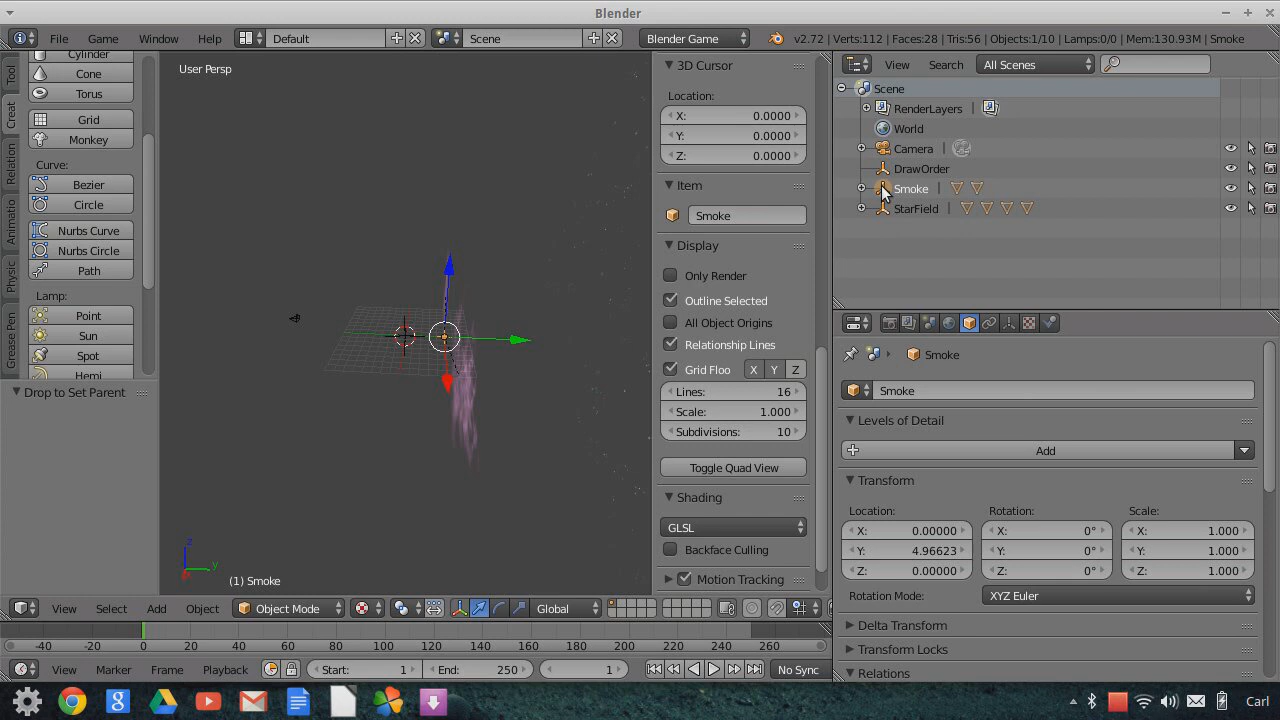 Blender
File Game Window Help Default Scene Blender Game v2.72 | Verts:112 | Faces:28 | Tris:56 | Objects:1/10 | Lamps:0/0 | Mem:130.93M | Smoke
Tool
Creat
Relation
Animatio
Physic
Grease Pen
Cylinder
Cone
Torus
Grid
Monkey
Curve:
Bezier
Circle
Nurbs Curve
Nurbs Circle
Path
Lamp:
Point
Sun
Spot
Hemi
Drop to Set Parent
User Persp
z
y
(1) Smoke
3D Cursor
Location:
X: 0.0000
Y: 0.0000
Z: 0.0000
Item
Smoke
Display
Only Render
Outline Selected
All Object Origins
Relationship Lines
Grid Floo X Y Z
Lines: 16
Scale: 1.000
Subdivisions: 10
Toggle Quad View
Shading
GLSL
Backface Culling
Motion Tracking
View Search All Scenes
Scene
RenderLayers |
World
Camera |
DrawOrder
Smoke |
StarField |
Smoke
Smoke
Levels of Detail
Add
Transform
Location: Rotation: Scale:
X: 0.00000 X: 0° X: 1.000
Y: 4.96623 Y: 0° Y: 1.000
Z: 0.00000 Z: 0° Z: 1.000
Rotation Mode: XYZ Euler
Delta Transform
Transform Locks
Relations
View Select Add Object Object Mode Global
-40 -20 0 20 40 60 80 100 120 140 160 180 200 220 240 260
View Marker Frame Playback Start: 1 End: 250 1 No Sync
Carl